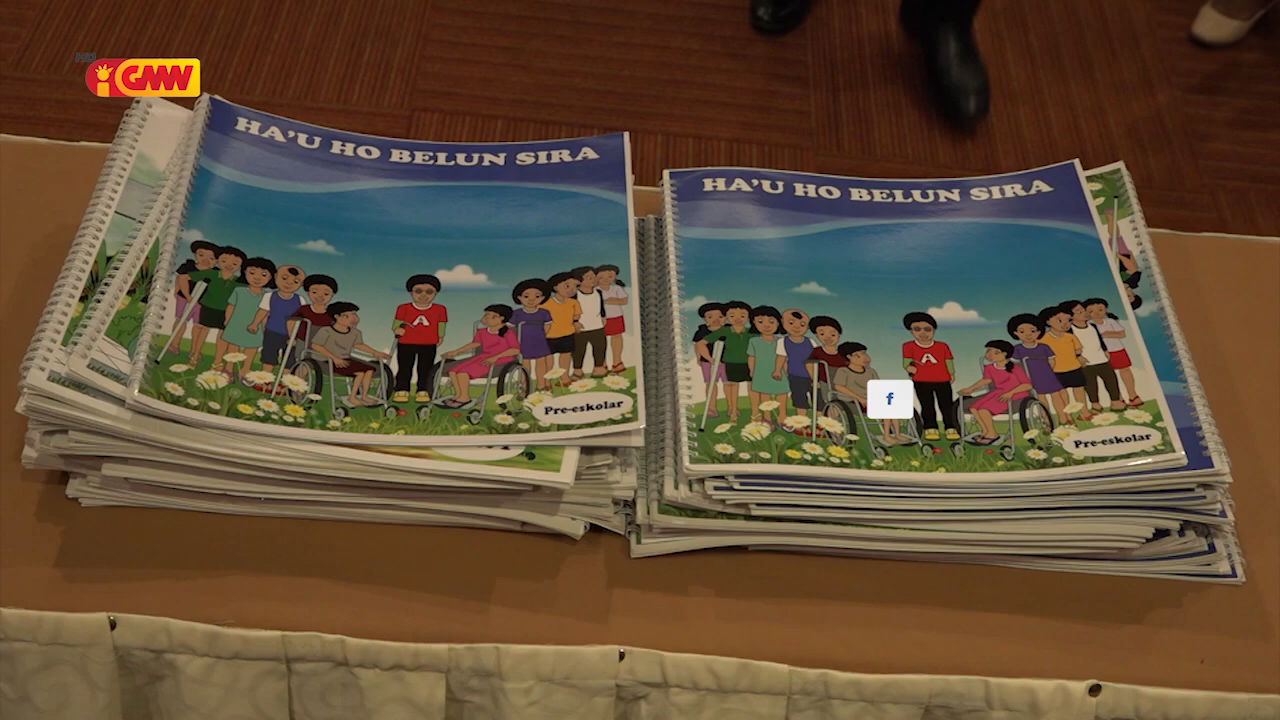 GMN
HA'U HO BELUN SIRA
A
Pre-eskolar
HA'U HO BELUN SIRA
A
f
Pre-eskolar